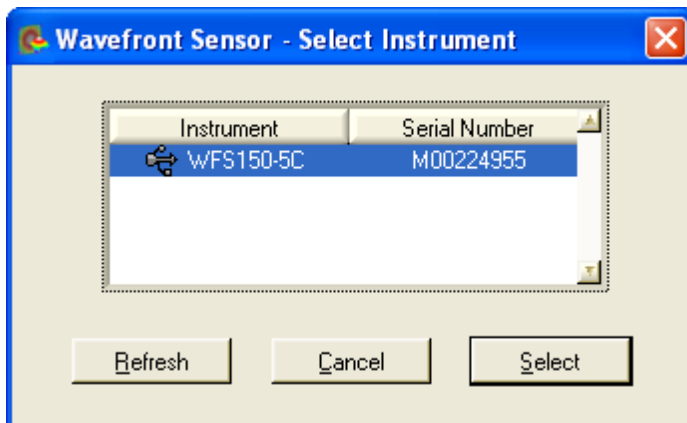 Wavefront Sensor - Select Instrument
Instrument Serial Number
WFS150-5C M00224955
Refresh Cancel Select